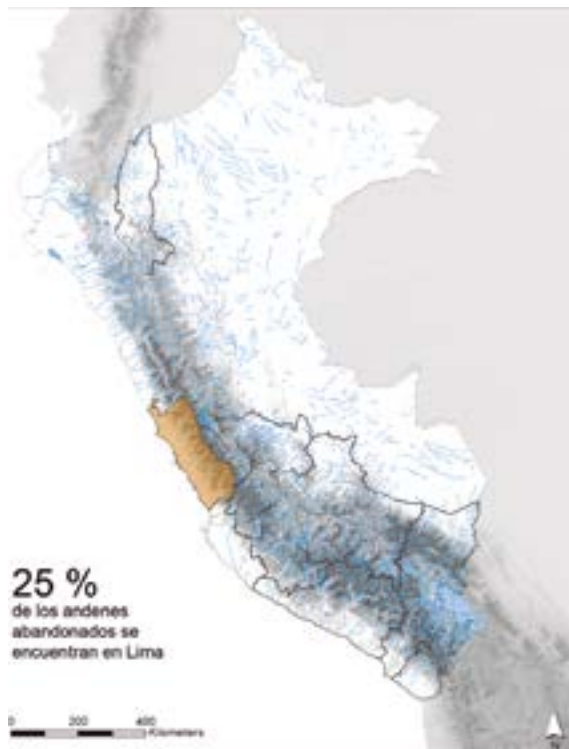 25 %
de los andenes
abandonados se
encuentran en Lima
0 200 400
Kilometers
N